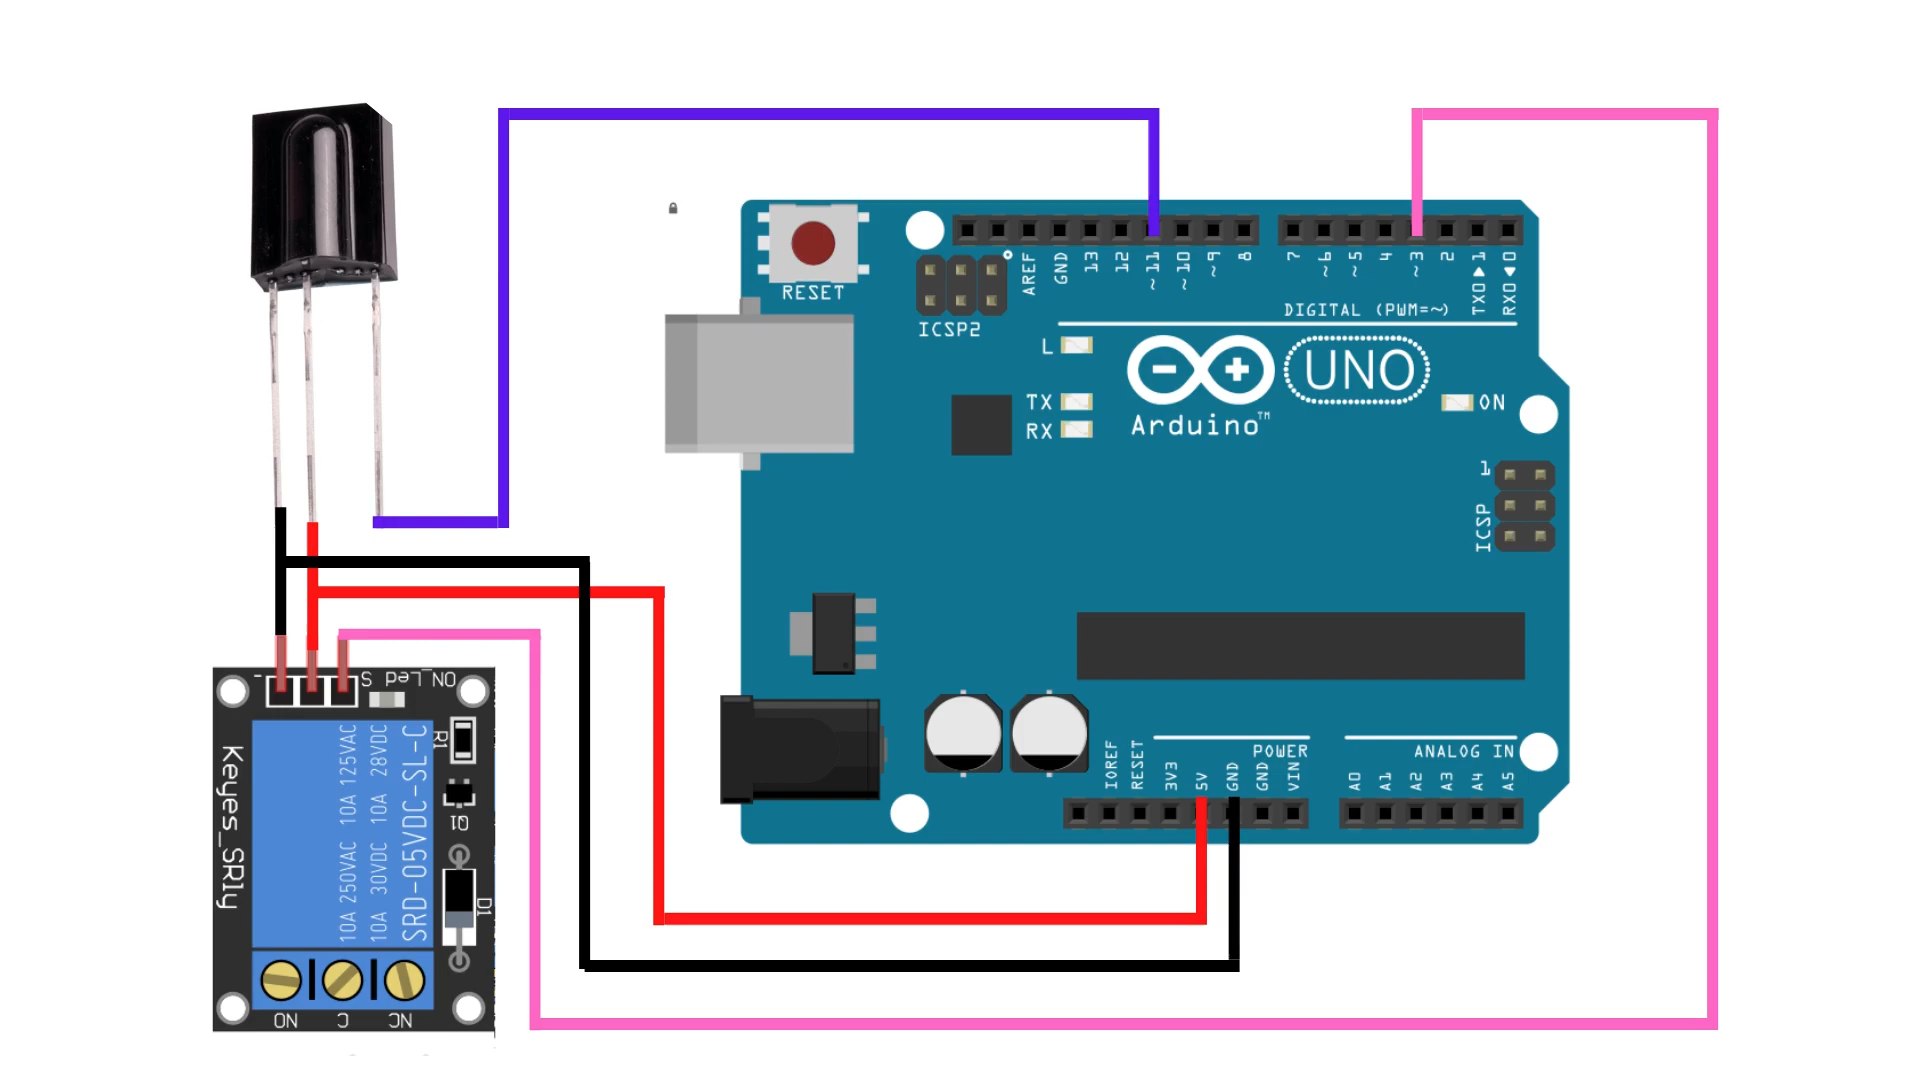 RESET
ICSP2
AREF
GND
13
12
~11
~10
~9
8
7
~6
~5
4
~3
2
TX0▶1
RX0◀0
DIGITAL (PWM=~)
L
TX
RX
Arduino™
UNO
ON
1
ICSP
IOREF
RESET
3V3
5V
GND
GND
VIN
POWER
A0
A1
A2
A3
A4
A5
ANALOG IN
-
S
ON_Led
Keyes_SRly
10A 250VAC 10A 125VAC
10A 30VDC 10A 28VDC
SRD-05VDC-SL-C
R1
Q1
D1
NO
C
NC